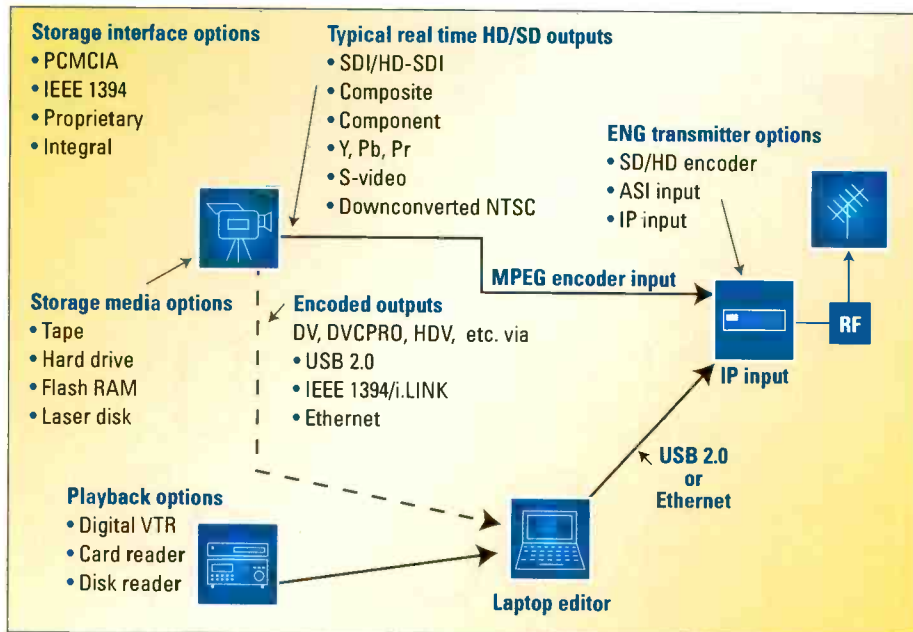 Storage interface options
• PCMCIA
• IEEE 1394
• Proprietary
• Integral
Typical real time HD/SD outputs
• SDI/HD-SDI
• Composite
• Component
• Y, Pb, Pr
• S-video
• Downconverted NTSC
ENG transmitter options
• SD/HD encoder
• ASI input
• IP input
MPEG encoder input
RF
IP input
Storage media options
• Tape
• Hard drive
• Flash RAM
• Laser disk
Encoded outputs
DV, DVCPRO, HDV, etc. via
• USB 2.0
• IEEE 1394/i.LINK
• Ethernet
USB 2.0
or
Ethernet
Playback options
• Digital VTR
• Card reader
• Disk reader
Laptop editor